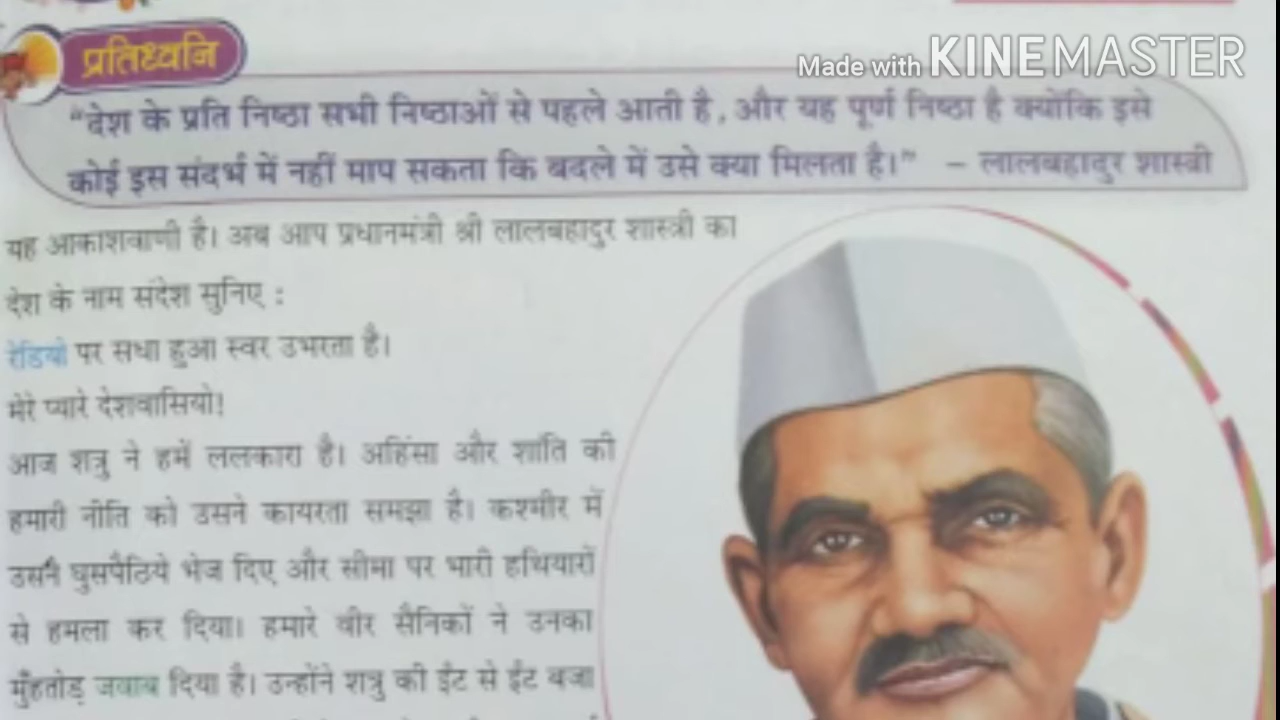 प्रतिध्वनि
Made with KINEMASTER
"देश के प्रति निष्ठा सभी निष्ठाओं से पहले आती है, और यह पूर्ण निष्ठा है क्योंकि इसे
कोई इस संदर्भ में नहीं माप सकता कि बदले में उसे क्या मिलता है।" – लालबहादुर शास्त्री
यह आकाशवाणी है। अब आप प्रधानमंत्री श्री लालबहादुर शास्त्री का
देश के नाम संदेश सुनिए :
रेडियो पर सधा हुआ स्वर उभरता है।
मेरे प्यारे देशवासियो!
आज शत्रु ने हमें ललकारा है। अहिंसा और शांति की
हमारी नीति को उसने कायरता समझा है। कश्मीर में
उसने घुसपैठिये भेज दिए और सीमा पर भारी हथियारों
से हमला कर दिया। हमारे वीर सैनिकों ने उनका
मुँहतोड़ जवाब दिया है। उन्होंने शत्रु की ईंट से ईंट बजा